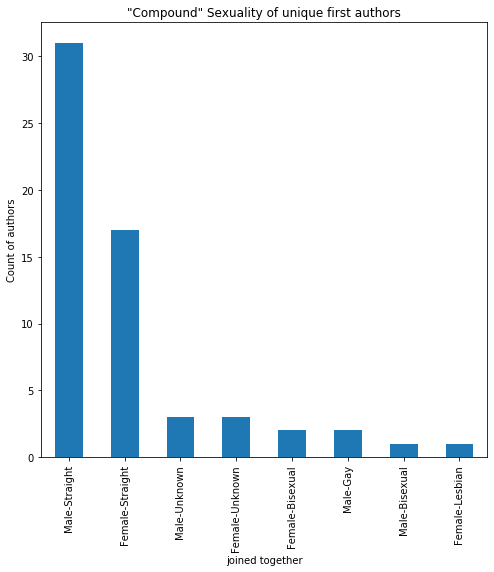 "Compound" Sexuality of unique first authors
Count of authors
30
25
20
15
10
5
0
Male-Straight
Female-Straight
Male-Unknown
Female-Unknown
Female-Bisexual
Male-Gay
Male-Bisexual
Female-Lesbian
joined together